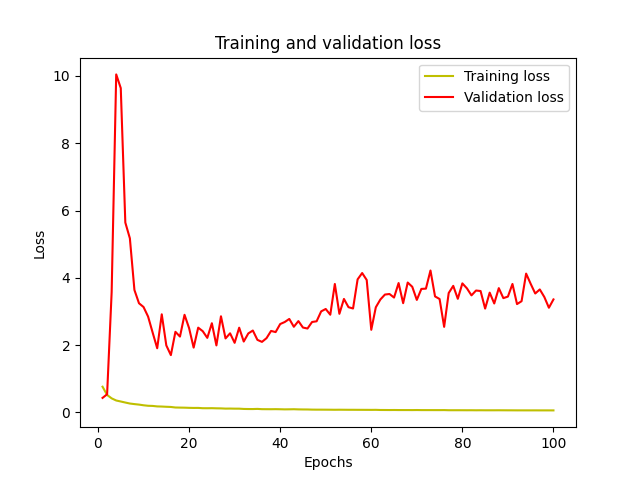 Training and validation loss
Training loss
Validation loss
10
8
6
4
2
0
Loss
0 20 40 60 80 100
Epochs